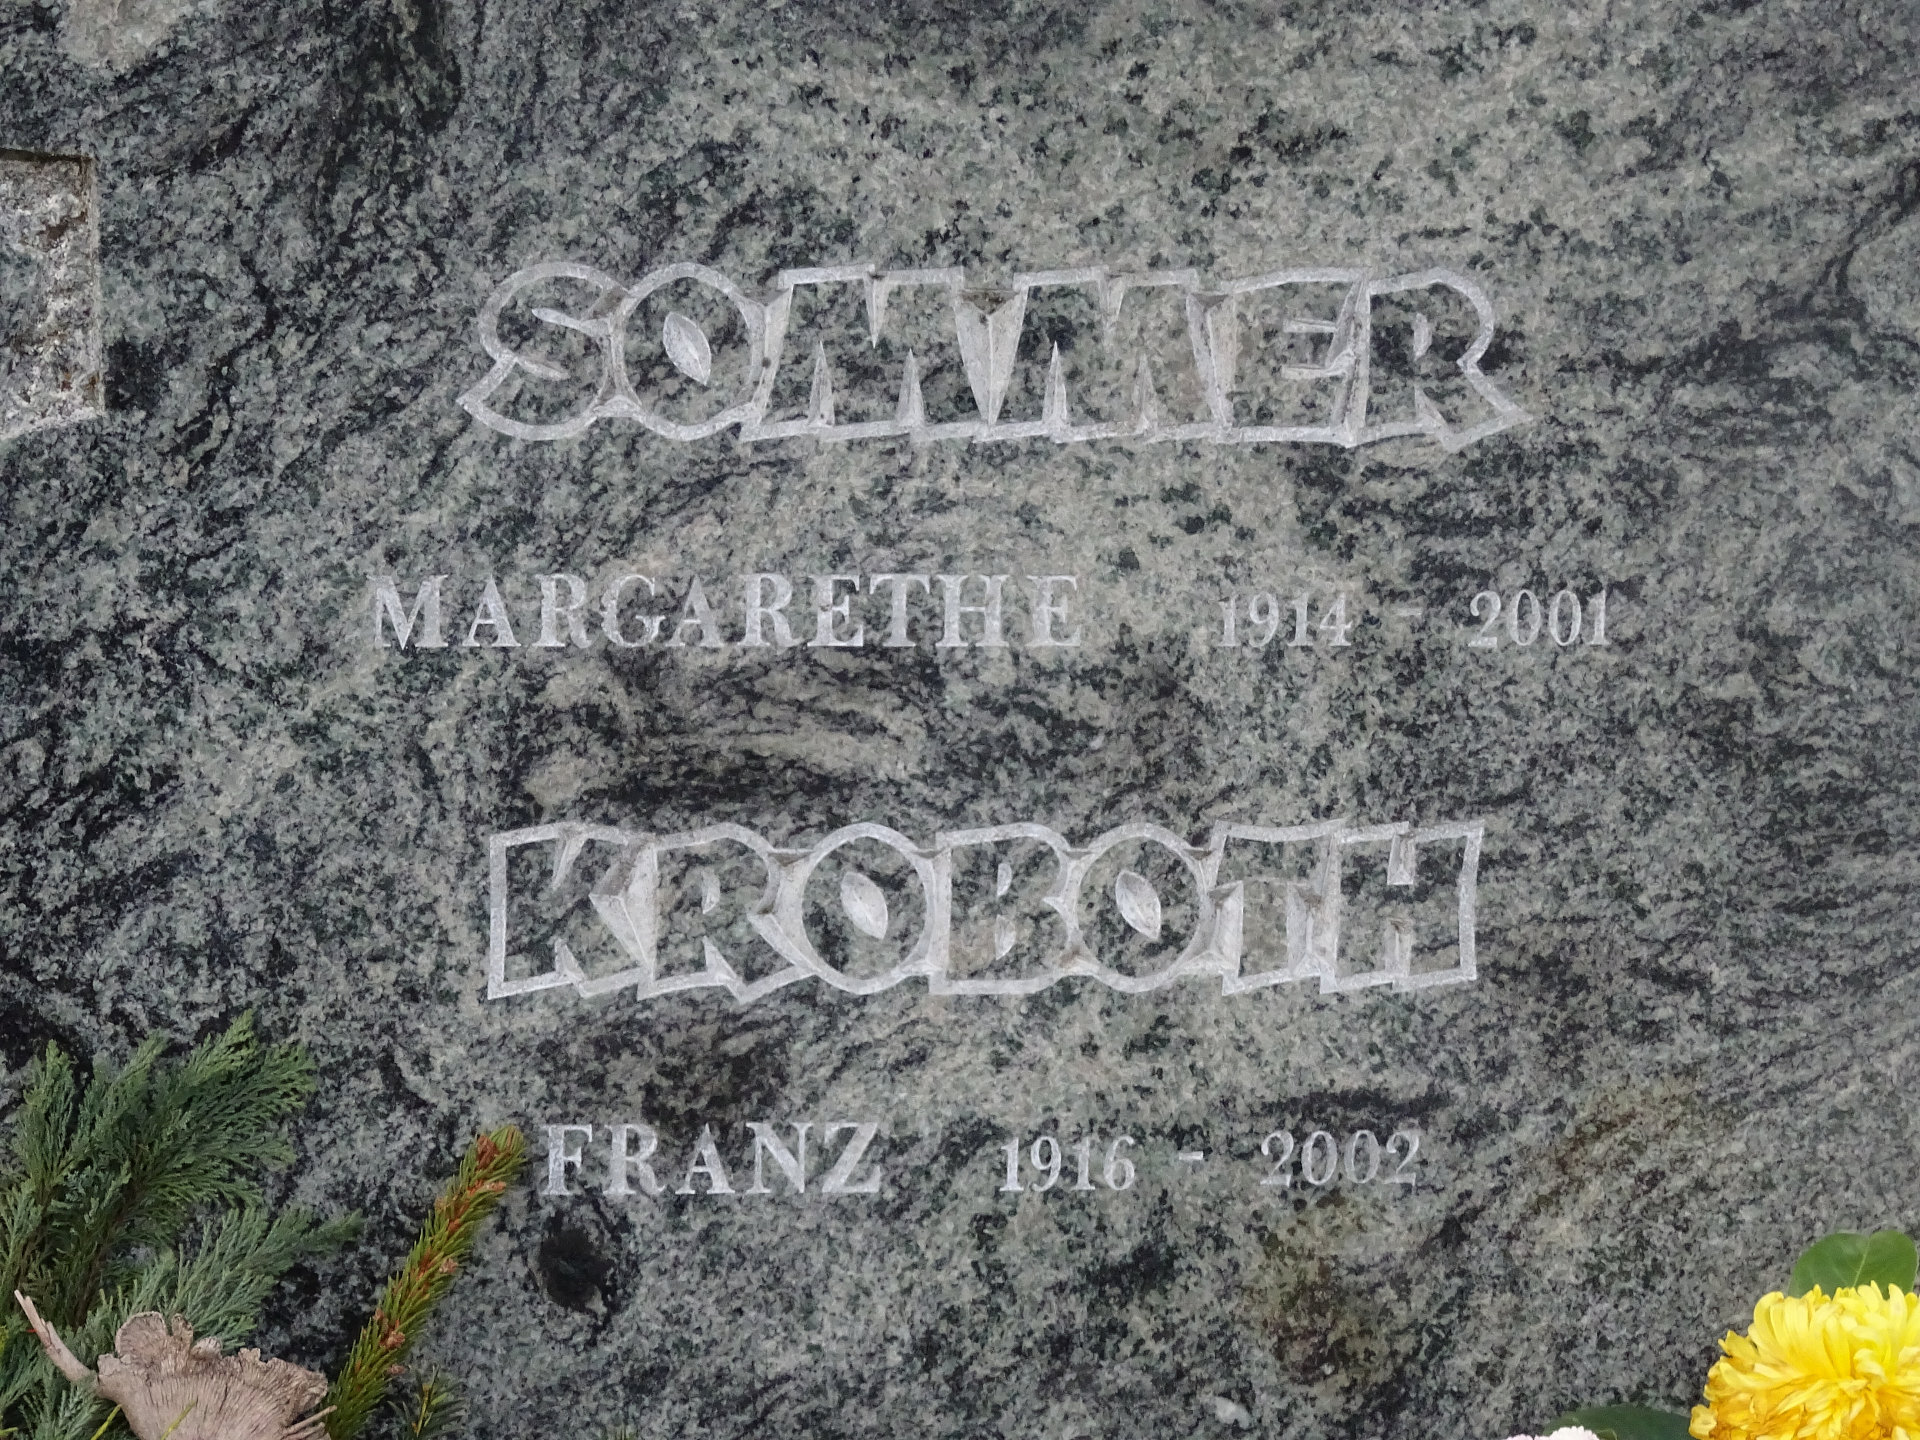 SOMMER
MARGARETHE 1914 - 2001
KROBOTH
FRANZ 1916 - 2002